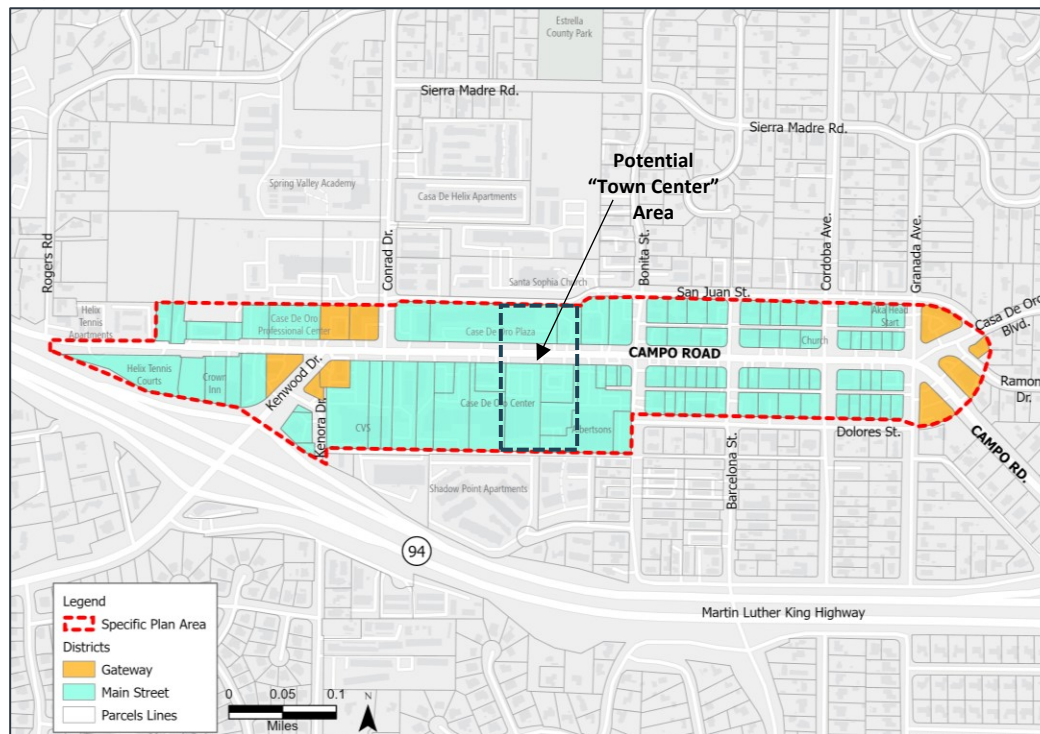 Estrella
County Park
Sierra Madre Rd.
Sierra Madre Rd.
Potential
“Town Center”
Area
Spring Valley Academy
Casa De Helix Apartments
Rogers Rd
Conrad Dr.
Bonita St.
Cordoba Ave.
Granada Ave.
Santa Sophia Church
San Juan St.
Helix
Tennis
Apartments
Case De Oro
Professional Center
Case De Oro Plaza
Aka Head
Start
Casa De Oro
Blvd.
Church
CAMPO ROAD
Helix Tennis
Courts
Crown
Inn
Kenwood Dr.
Kenora Dr.
CVS
Case De Oro Center
Albertsons
Ramona
Dr.
Barcelona St.
Dolores St.
CAMPO RD.
Shadow Point Apartments
94
Martin Luther King Highway
Legend
Specific Plan Area
Districts
Gateway
Main Street
Parcels Lines
0 0.05 0.1
Miles
N